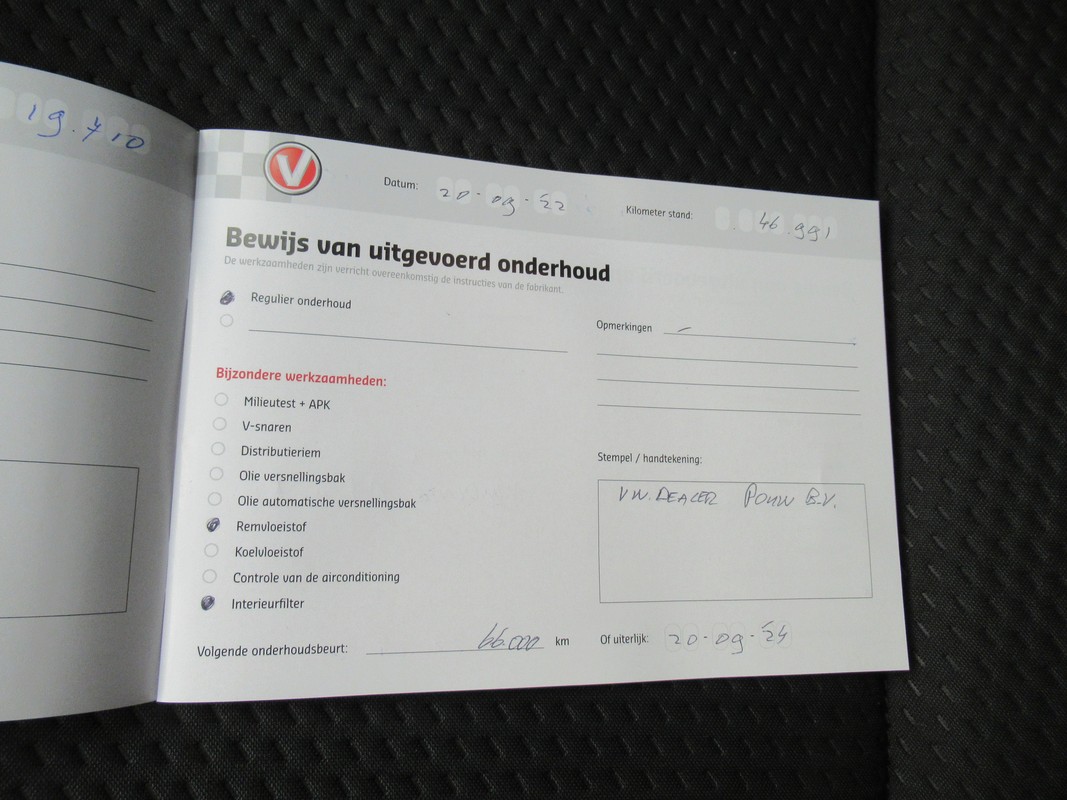 19.710
V
Datum: 20-09-'22
Kilometer stand: 46.991
Bewijs van uitgevoerd onderhoud
De werkzaamheden zijn verricht overeenkomstig de instructies van de fabrikant.
Regulier onderhoud
Opmerkingen —
Bijzondere werkzaamheden:
Milieutest + APK
V-snaren
Distributieriem
Olie versnellingsbak
Olie automatische versnellingsbak
Remvloeistof
Koelvloeistof
Controle van de airconditioning
Interieurfilter
Stempel / handtekening:
VW. DEALER POUW B.V.
Volgende onderhoudsbeurt: 66.000 km
Of uiterlijk: 20-09-'24